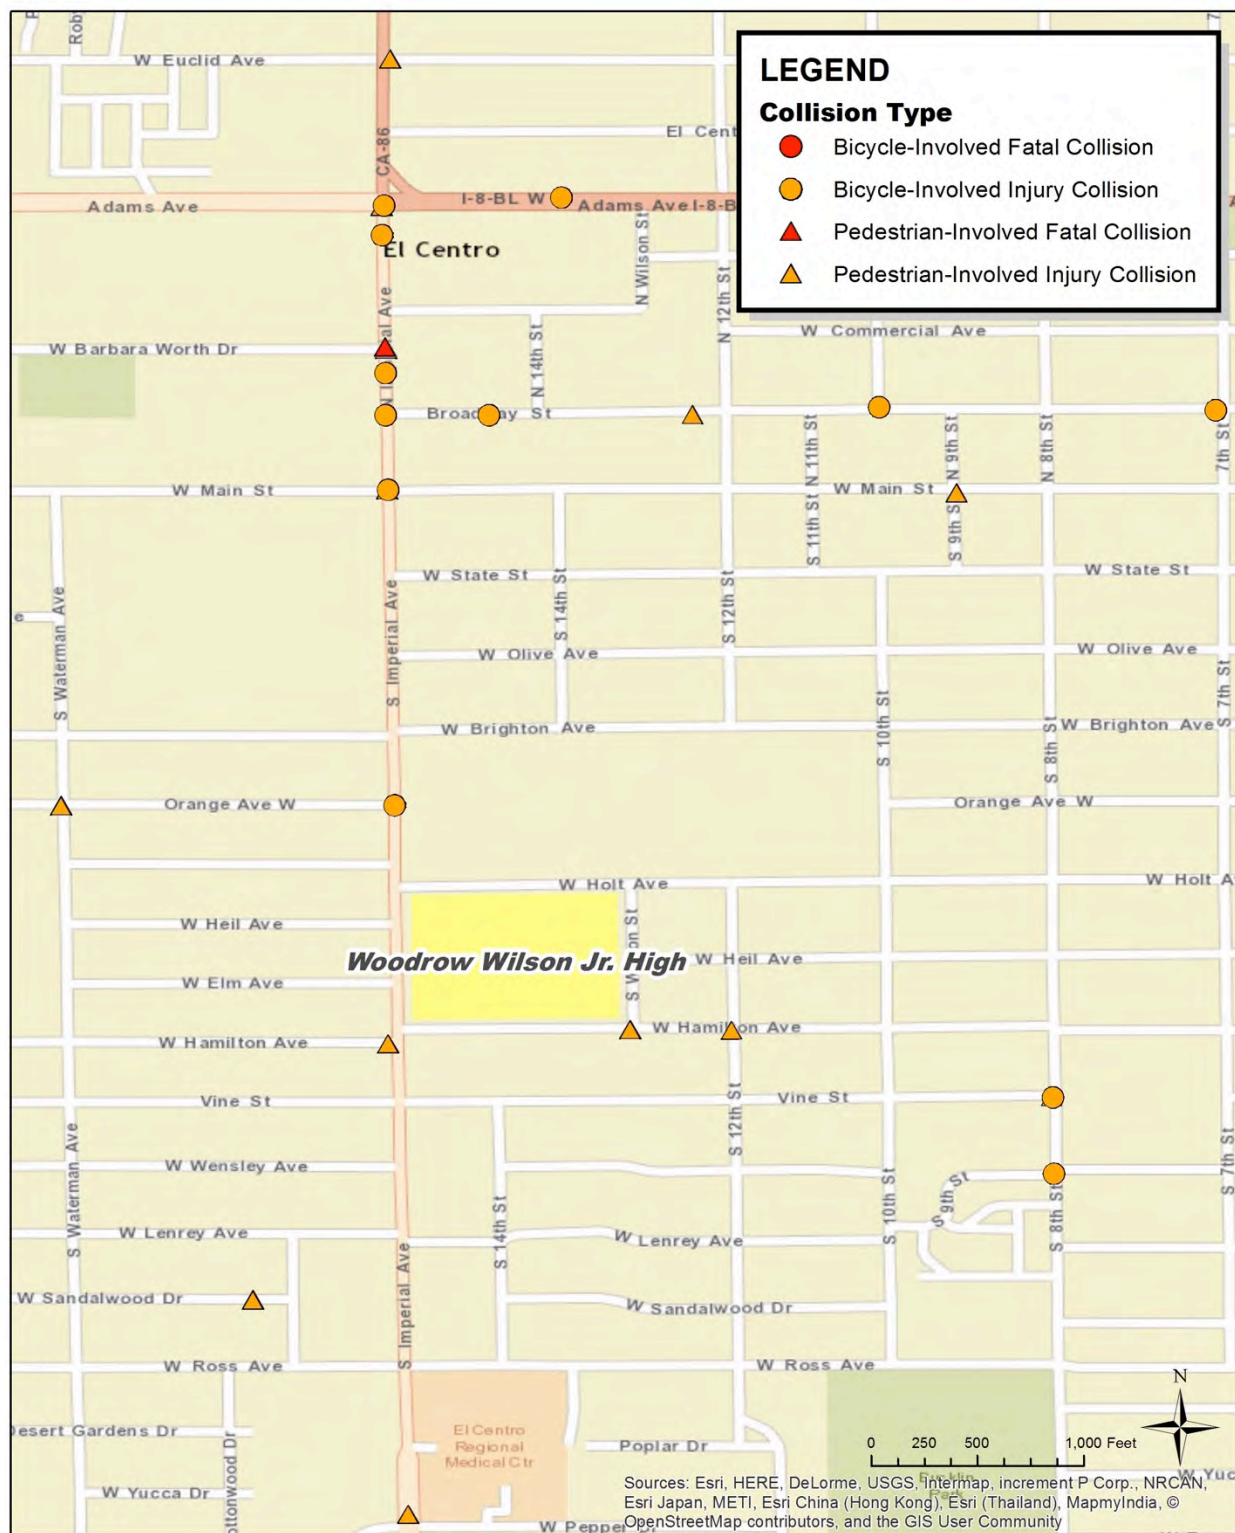 Roby
W Euclid Ave
CA-86
El Cent
LEGEND
Collision Type
Bicycle-Involved Fatal Collision
Bicycle-Involved Injury Collision
Pedestrian-Involved Fatal Collision
Pedestrian-Involved Injury Collision
Adams Ave
I-8-BL W
Adams Ave
I-8-B
El Centro
N Wilson St
N 12th St
W Commercial Ave
W Barbara Worth Dr
N 14th St
Broadway St
N 11th St
N 9th St
N 8th St
7th St
W Main St
W Main St
S 11th St
S 9th St
W State St
W State St
S Waterman Ave
S Imperial Ave
S 14th St
S 12th St
W Olive Ave
W Olive Ave
S 10th St
S 8th St
S 7th St
W Brighton Ave
W Brighton Ave
Orange Ave W
Orange Ave W
W Holt Ave
W Holt A
W Heil Ave
Woodrow Wilson Jr. High
W Heil Ave
W Elm Ave
W Hamilton Ave
W Hamilton Ave
Vine St
Vine St
S 12th St
S Waterman Ave
W Wensley Ave
S 14th St
S 10th St
S 9th St
S 8th St
S 7th St
W Lenrey Ave
W Lenrey Ave
S Imperial Ave
W Sandalwood Dr
W Sandalwood Dr
W Ross Ave
W Ross Ave
N
Desert Gardens Dr
El Centro
Regional
Medical Ctr
Poplar Dr
0 250 500 1,000 Feet
W Yucca Dr
ottonwood Dr
Bucklin
Park
W Yuc
W Pepper Dr
Sources: Esri, HERE, DeLorme, USGS, Intermap, increment P Corp., NRCAN,
Esri Japan, METI, Esri China (Hong Kong), Esri (Thailand), MapmyIndia, ©
OpenStreetMap contributors, and the GIS User Community